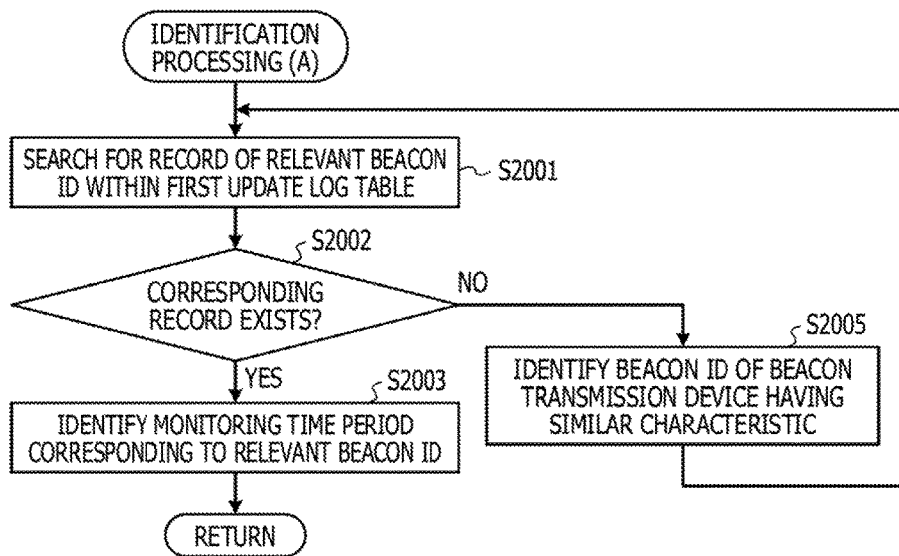 IDENTIFICATION
PROCESSING (A)
SEARCH FOR RECORD OF RELEVANT BEACON
ID WITHIN FIRST UPDATE LOG TABLE
S2001
S2002
CORRESPONDING
RECORD EXISTS?
NO
YES
S2003
IDENTIFY MONITORING TIME PERIOD
CORRESPONDING TO RELEVANT BEACON ID
S2005
IDENTIFY BEACON ID OF BEACON
TRANSMISSION DEVICE HAVING
SIMILAR CHARACTERISTIC
RETURN